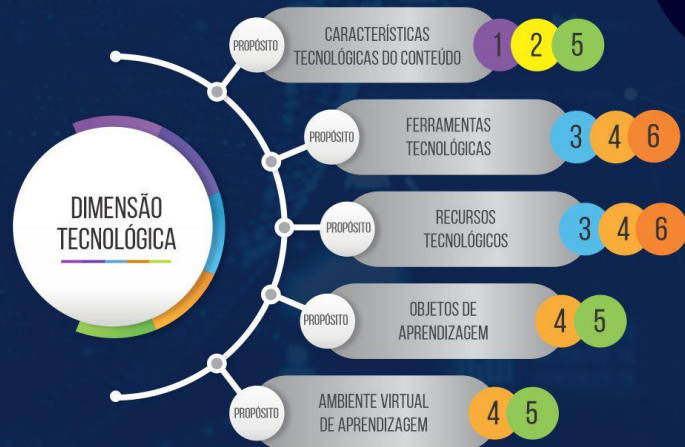 DIMENSÃO
TECNOLÓGICA
PROPÓSITO
CARACTERÍSTICAS
TECNOLÓGICAS DO CONTEÚDO
1 2 5
PROPÓSITO
FERRAMENTAS
TECNOLÓGICAS
3 4 6
PROPÓSITO
RECURSOS
TECNOLÓGICOS
3 4 6
PROPÓSITO
OBJETOS DE
APRENDIZAGEM
4 5
PROPÓSITO
AMBIENTE VIRTUAL
DE APRENDIZAGEM
4 5